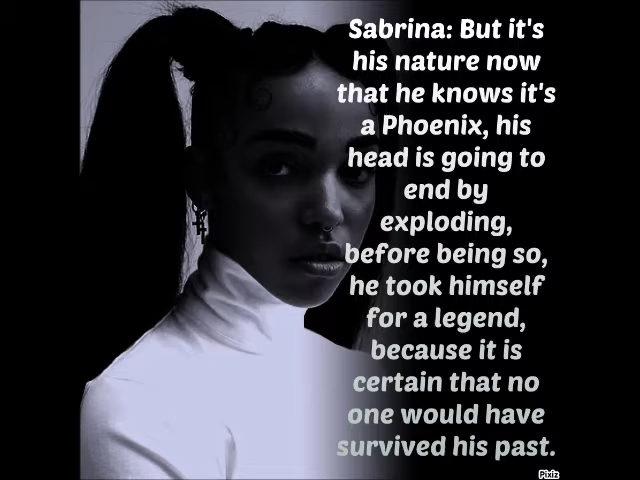 Sabrina: But it's
his nature now
that he knows it's
a Phoenix, his
head is going to
end by
exploding,
before being so,
he took himself
for a legend,
because it is
certain that no
one would have
survived his past.
Pixiz